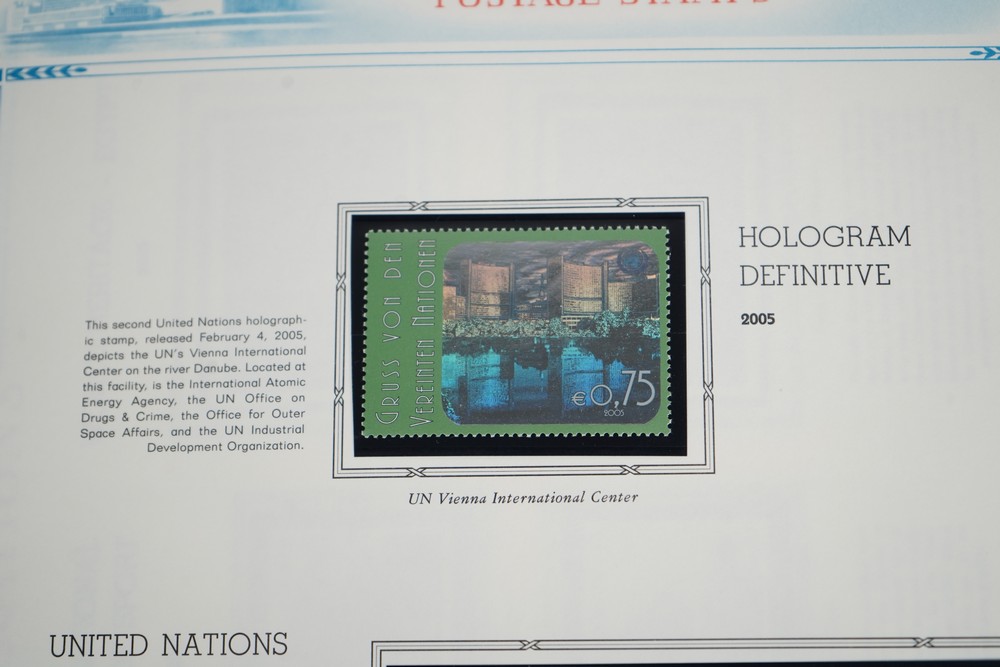 POSTAGE STAMPS
HOLOGRAM
DEFINITIVE
2005
This second United Nations holograph-
ic stamp, released February 4, 2005,
depicts the UN's Vienna International
Center on the river Danube. Located at
this facility, is the International Atomic
Energy Agency, the UN Office on
Drugs & Crime, the Office for Outer
Space Affairs, and the UN Industrial
Development Organization.
GRUSS VON DEN
VEREINTEN NATIONEN
€0,75
2005
UN Vienna International Center
UNITED NATIONS